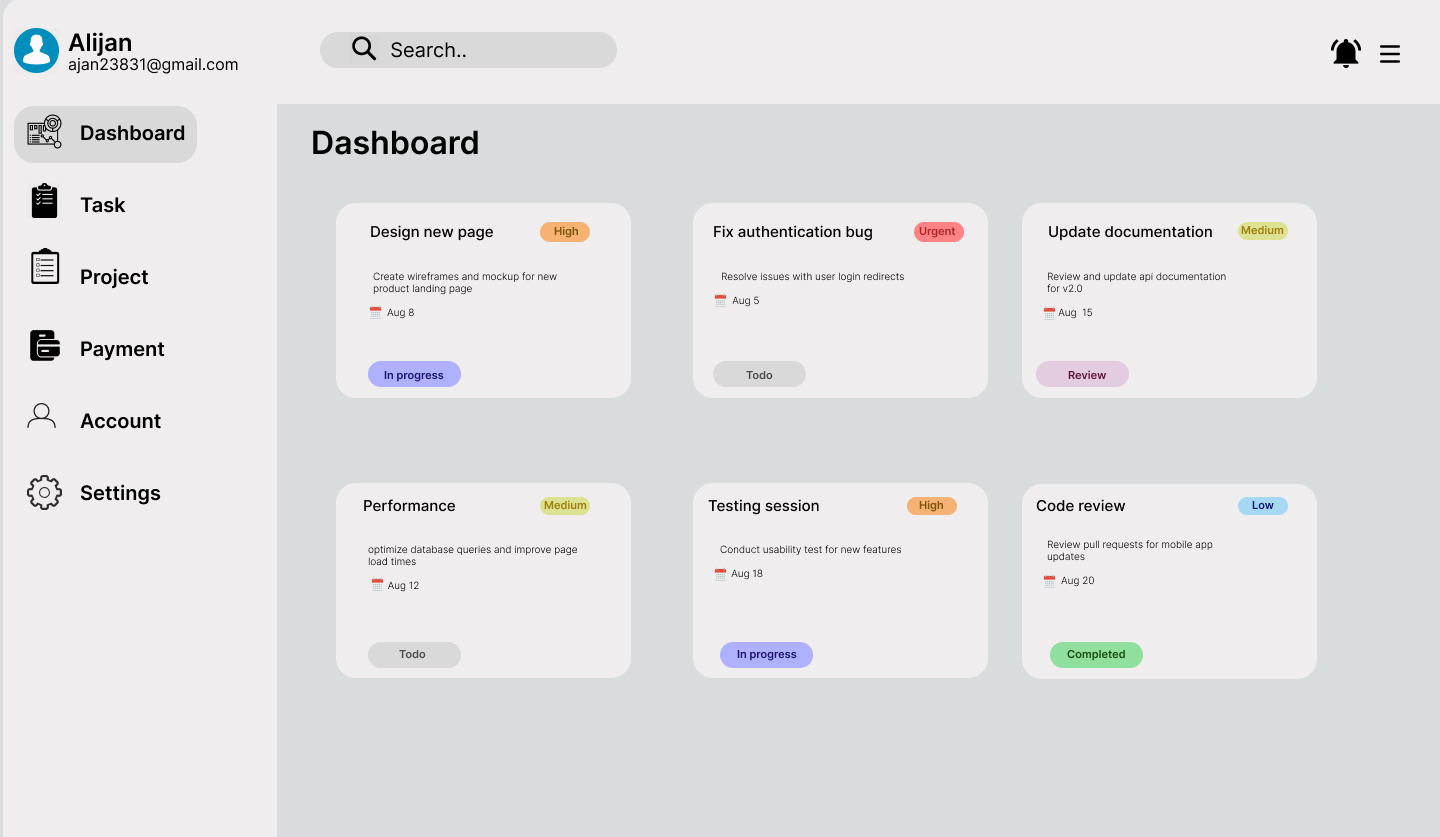 Alijan
ajan23831@gmail.com
Search..
Dashboard
Task
Project
Payment
Account
Settings
Dashboard
Design new page
High
Create wireframes and mockup for new
product landing page
Aug 8
In progress
Fix authentication bug
Urgent
Resolve issues with user login redirects
Aug 5
Todo
Update documentation
Medium
Review and update api documentation
for v2.0
Aug 15
Review
Performance
Medium
optimize database queries and improve page
load times
Aug 12
Todo
Testing session
High
Conduct usability test for new features
Aug 18
In progress
Code review
Low
Review pull requests for mobile app
updates
Aug 20
Completed